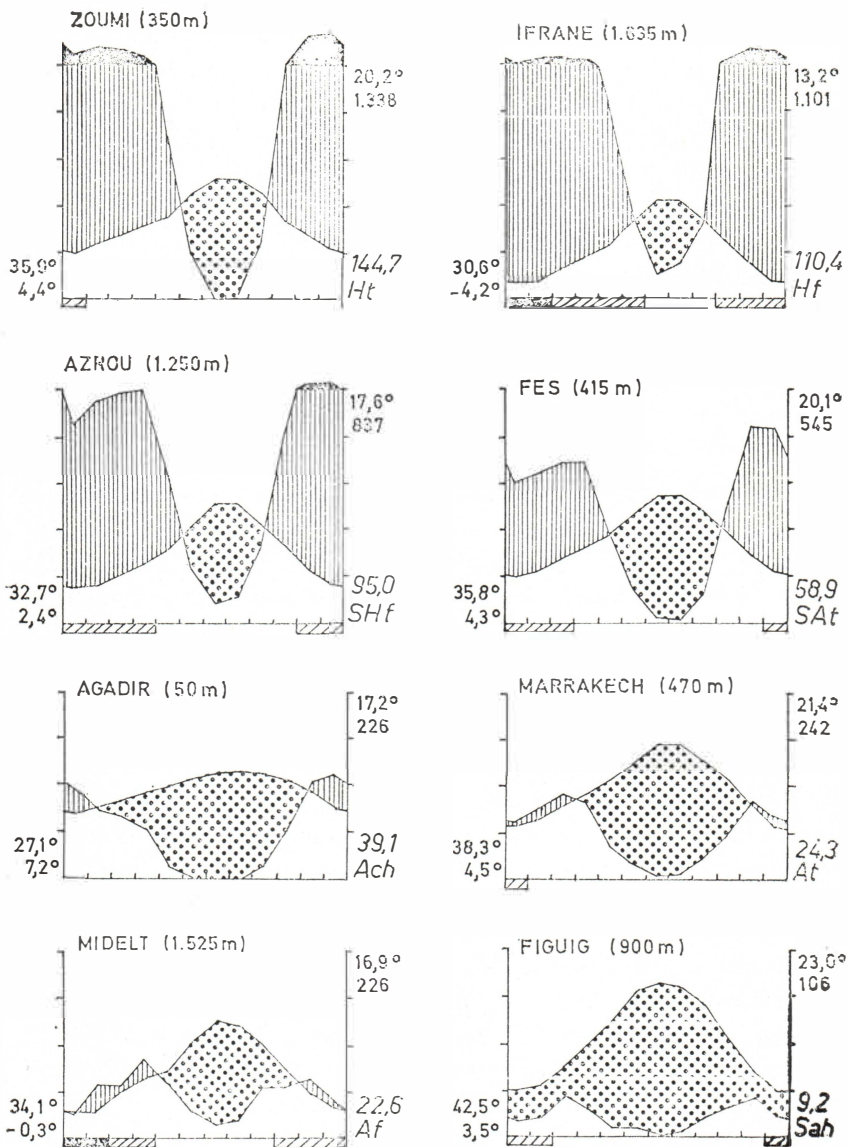 ZOUMI (350m)
20,2°
1.338
35,9°
4,4°
144,7
Ht
IFRANE (1.635m)
13,2°
1.101
30,6°
-4,2°
110,4
Hf
AZROU (1.250m)
17,6°
837
32,7°
2,4°
95,0
SHf
FES (415m)
20,1°
545
35,8°
4,3°
58,9
SAt
AGADIR (50m)
17,2°
226
27,1°
7,2°
39,1
Ach
MARRAKECH (470m)
21,4°
242
38,3°
4,5°
24,3
At
MIDELT (1.525m)
16,9°
226
34,1°
-0,3°
22,6
Af
FIGUIG (900m)
23,0°
106
42,5°
3,5°
9,2
Sah